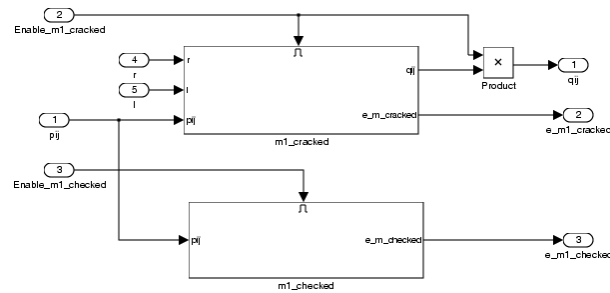 2
Enable_m1_cracked
4
r
5
l
1
pij
r
l
pij
qij
e_m_cracked
m1_cracked
×
Product
1
qij
2
e_m1_cracked
3
Enable_m1_checked
pij
e_m_checked
m1_checked
3
e_m1_checked